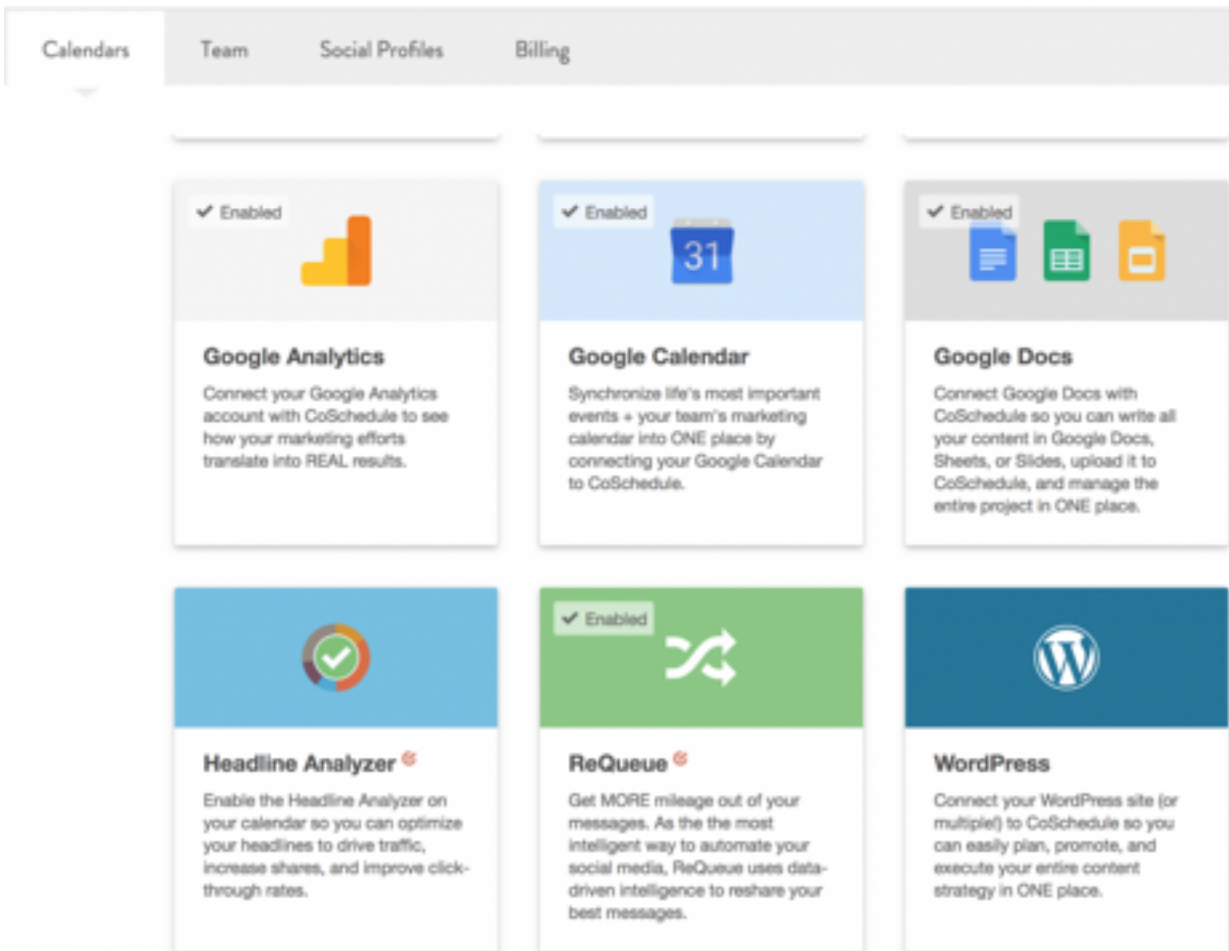 Calendars Team Social Profiles Billing
Enabled
31
Google Analytics
Connect your Google Analytics
account with CoSchedule to see
how your marketing efforts
translate into REAL results.
Enabled
Google Calendar
Synchronize life's most important
events + your team's marketing
calendar into ONE place by
connecting your Google Calendar
to CoSchedule.
Enabled
Google Docs
Connect Google Docs with
CoSchedule so you can write all
your content in Google Docs,
Sheets, or Slides, upload it to
CoSchedule, and manage the
entire project in ONE place.
Headline Analyzer
Enable the Headline Analyzer on
your calendar so you can optimize
your headlines to drive traffic,
increase shares, and improve click-
through rates.
Enabled
ReQueue
Get MORE mileage out of your
messages. As the the most
intelligent way to automate your
social media, ReQueue uses data-
driven intelligence to reshare your
best messages.
W
WordPress
Connect your WordPress site (or
multiple!) to CoSchedule so you
can easily plan, promote, and
execute your entire content
strategy in ONE place.